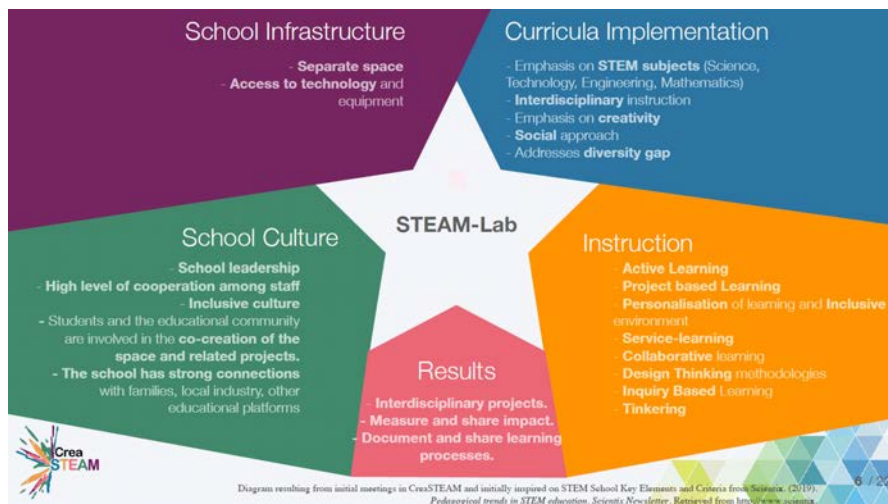 School Infrastructure
- Separate space
- Access to technology and
equipment
Curricula Implementation
- Emphasis on STEM subjects (Science,
Technology, Engineering, Mathematics)
- Interdisciplinary instruction
- Emphasis on creativity
- Social approach
- Addresses diversity gap
STEAM-Lab
School Culture
- School leadership
- High level of cooperation among staff
- Inclusive culture
- Students and the educational community
are involved in the co-creation of the
space and related projects.
- The school has strong connections
with families, local industry, other
educational platforms
Instruction
- Active Learning
- Project based Learning
- Personalisation of learning and Inclusive
environment
- Service-learning
- Collaborative learning
- Design Thinking methodologies
- Inquiry Based Learning
- Tinkering
Results
- Interdisciplinary projects.
- Measure and share impact.
- Document and share learning
processes.
Crea
STEAM
6 / 2
Diagram resulting from initial meetings in CreaSTEAM and initially inspired on STEM School Key Elements and Criteria from Scientix. (2019).
Pedagogical trends in STEM education. Scientix Newsletter. Retrieved from http://www.scientix.